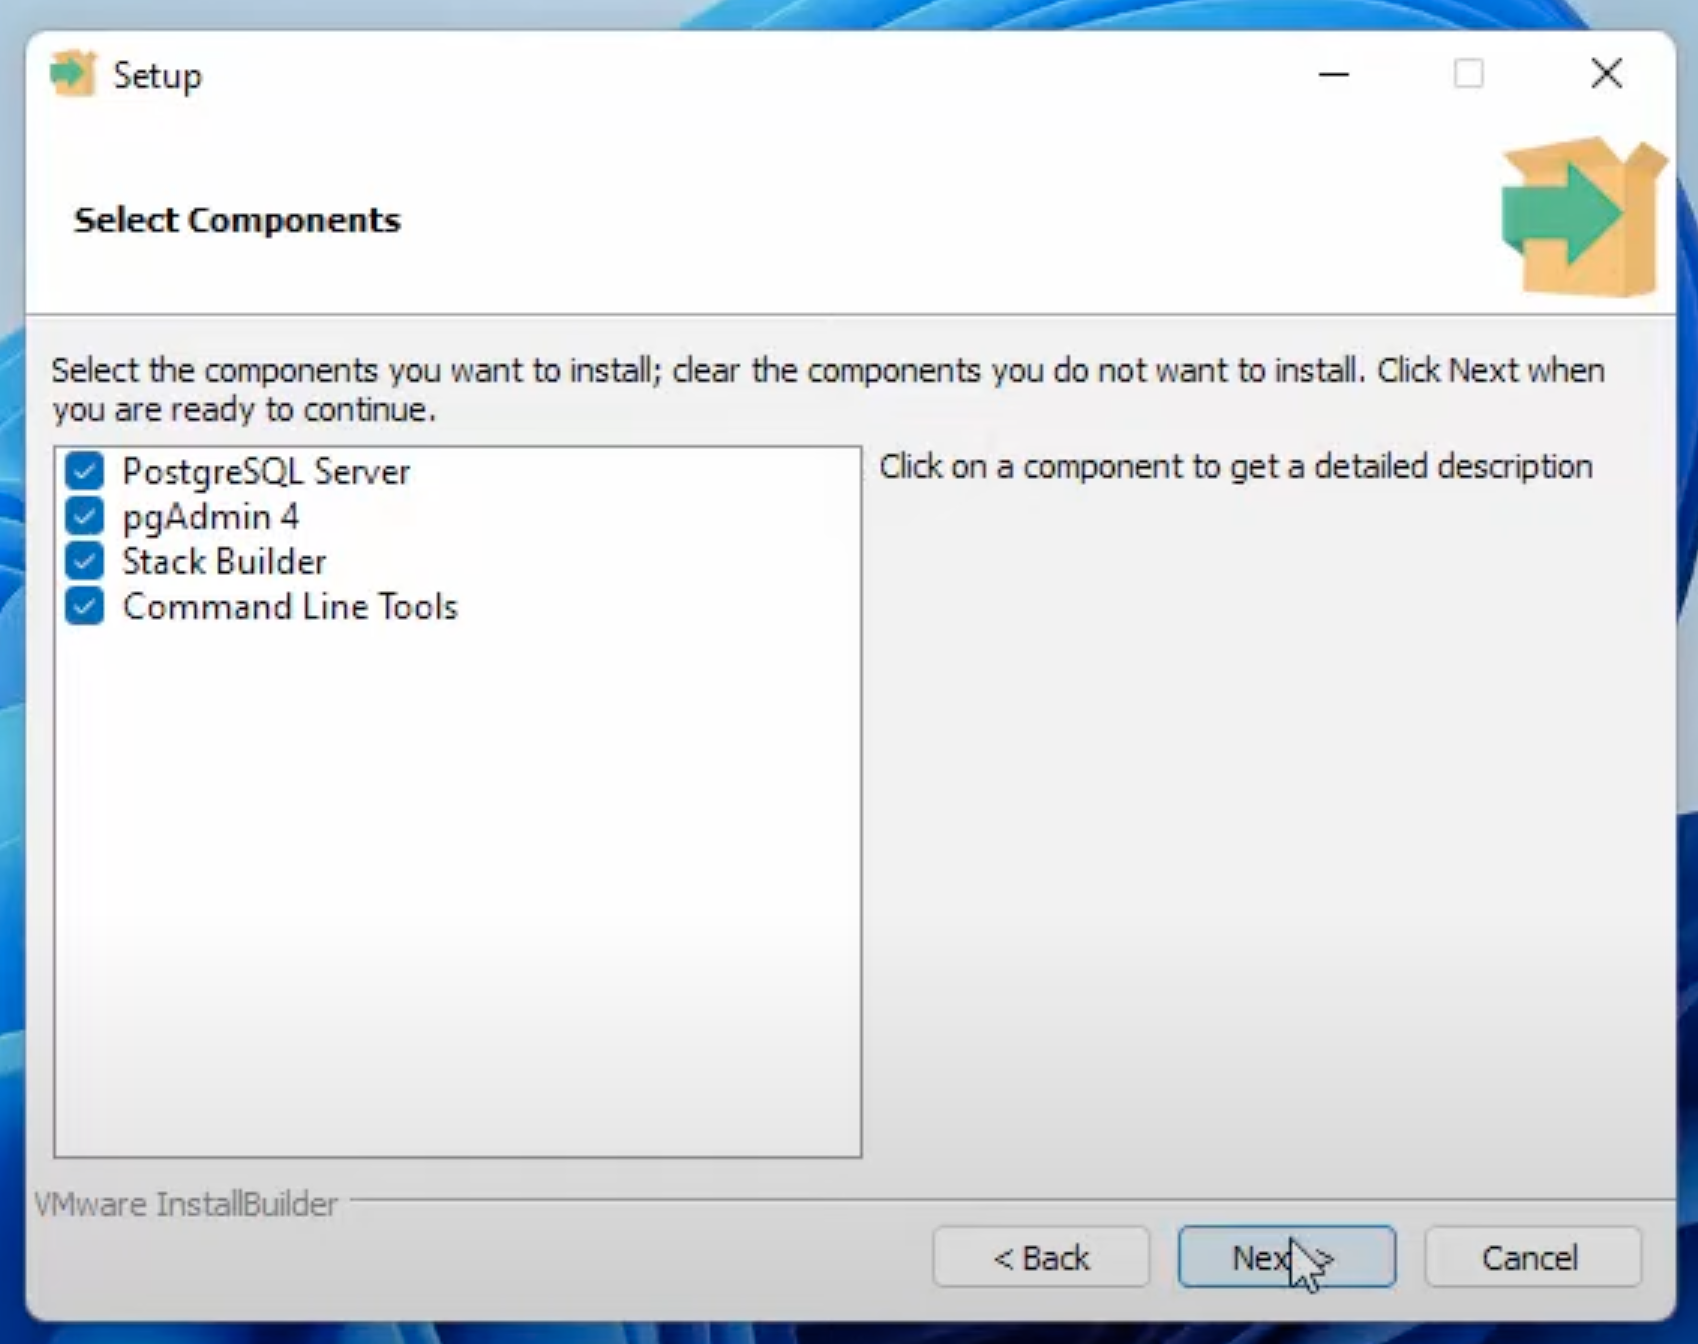 Setup
Select Components
Select the components you want to install; clear the components you do not want to install. Click Next when
you are ready to continue.
PostgreSQL Server
pgAdmin 4
Stack Builder
Command Line Tools
Click on a component to get a detailed description
VMware InstallBuilder
< Back
Next >
Cancel